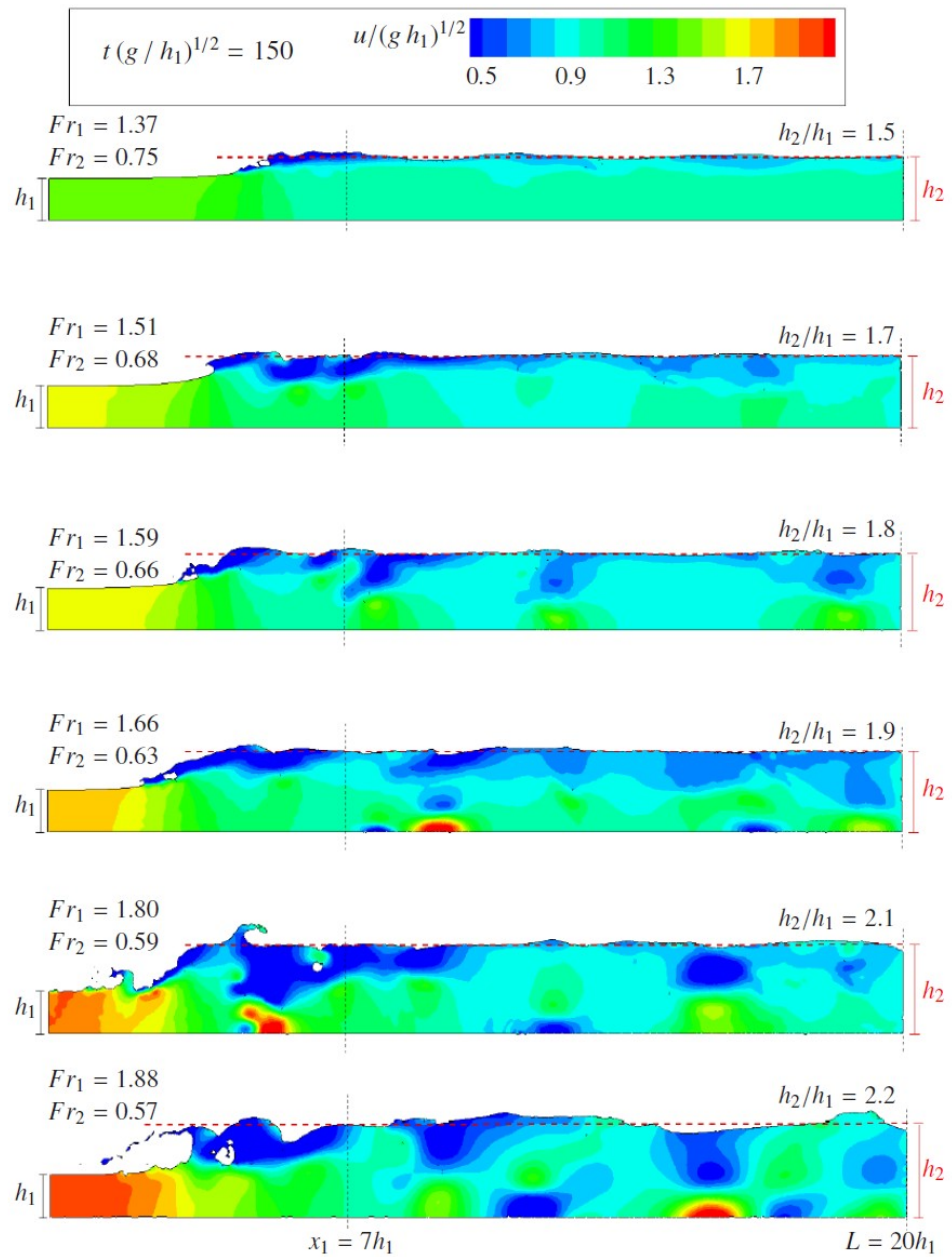 t (g / h₁)^{1/2} = 150
u/(g h₁)^{1/2}
0.5 0.9 1.3 1.7
Fr₁ = 1.37
Fr₂ = 0.75
h₂/h₁ = 1.5
h₁
h₂
Fr₁ = 1.51
Fr₂ = 0.68
h₂/h₁ = 1.7
h₁
h₂
Fr₁ = 1.59
Fr₂ = 0.66
h₂/h₁ = 1.8
h₁
h₂
Fr₁ = 1.66
Fr₂ = 0.63
h₂/h₁ = 1.9
h₁
h₂
Fr₁ = 1.80
Fr₂ = 0.59
h₂/h₁ = 2.1
h₁
h₂
Fr₁ = 1.88
Fr₂ = 0.57
h₂/h₁ = 2.2
h₁
h₂
x₁ = 7h₁
L = 20h₁